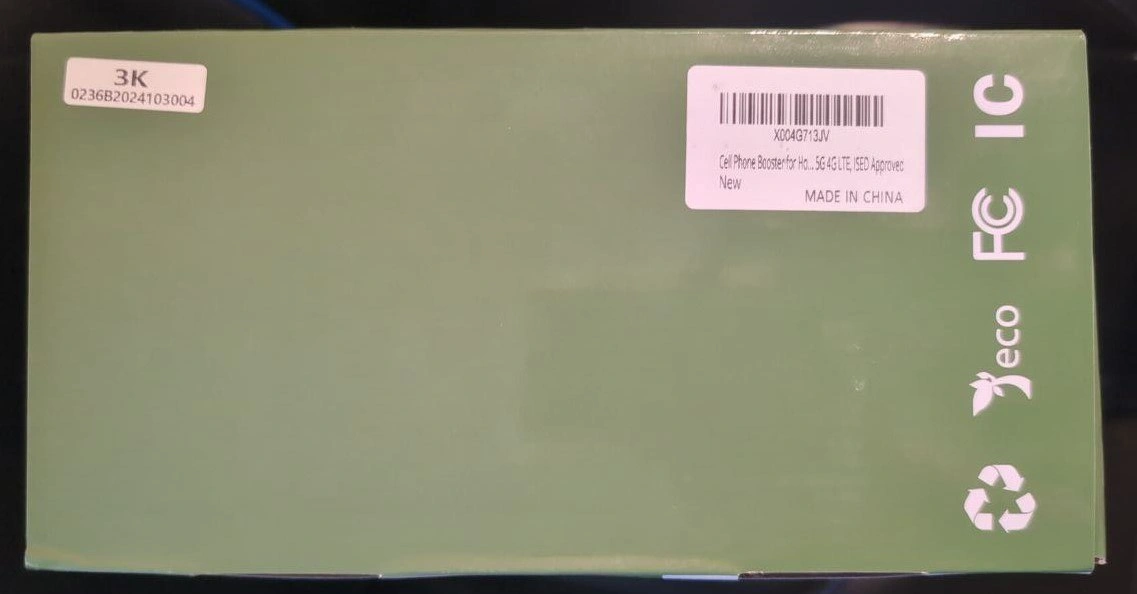 3K
0236B2024103004
X004G713JV
Cell Phone Booster for Ho... 5G 4G LTE, ISED Approved
New
MADE IN CHINA
IC
FC
eco